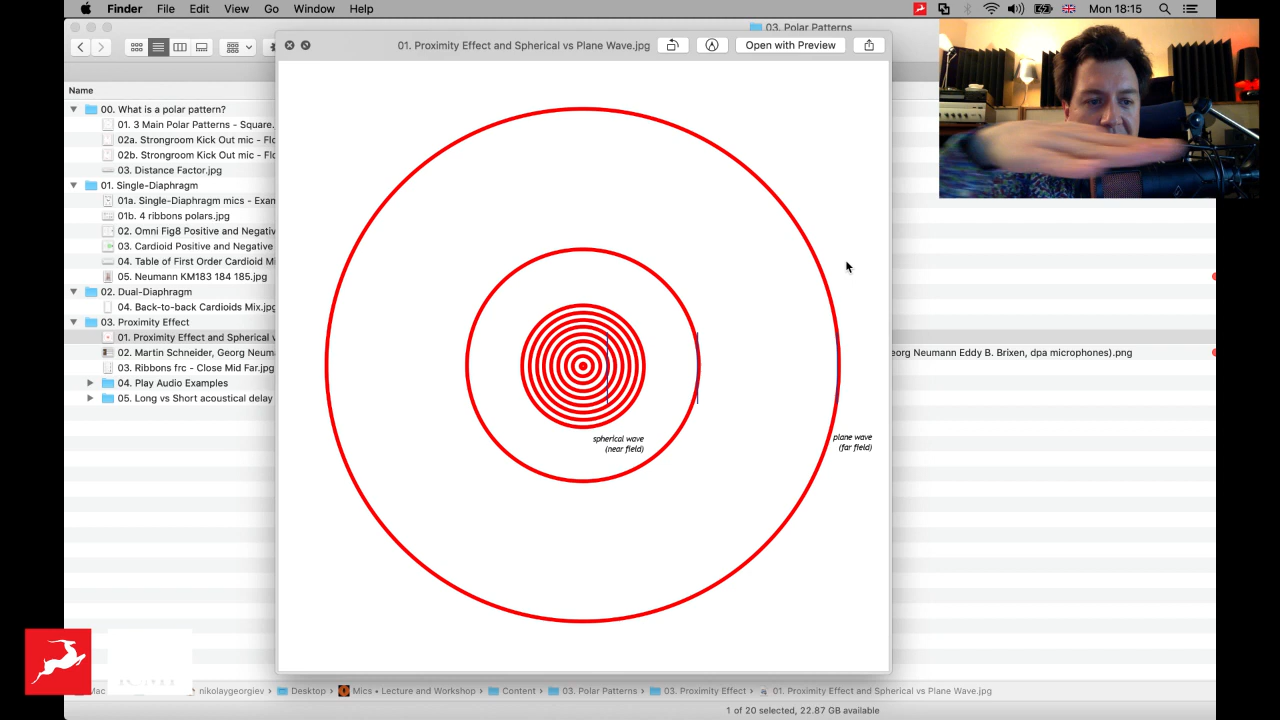 Finder File Edit View Go Window Help Mon 18:15
03. Polar Patterns
01. Proximity Effect and Spherical vs Plane Wave.jpg Open with Preview
Name
00. What is a polar pattern?
01. 3 Main Polar Patterns - Square.
02a. Strongroom Kick Out mic - Flo
02b. Strongroom Kick Out mic - Flo
03. Distance Factor.jpg
01. Single-Diaphragm
01a. Single-Diaphragm mics - Exan
01b. 4 ribbons polars.jpg
02. Omni Fig8 Positive and Negativ
03. Cardioid Positive and Negative
04. Table of First Order Cardioid Mi
05. Neumann KM183 184 185.jpg
02. Dual-Diaphragm
04. Back-to-back Cardioids Mix.jpg
03. Proximity Effect
01. Proximity Effect and Spherical v
02. Martin Schneider, Georg Neum eorg Neumann Eddy B. Brixen, dpa microphones).png
03. Ribbons frc - Close Mid Far.jpg
04. Play Audio Examples
05. Long vs Short acoustical delay
spherical wave
(near field)
plane wave
(far field)
nikolaygeorgiev Desktop Mics • Lecture and Workshop Content 03. Polar Patterns 03. Proximity Effect 01. Proximity Effect and Spherical vs Plane Wave.jpg
1 of 20 selected, 22.87 GB available